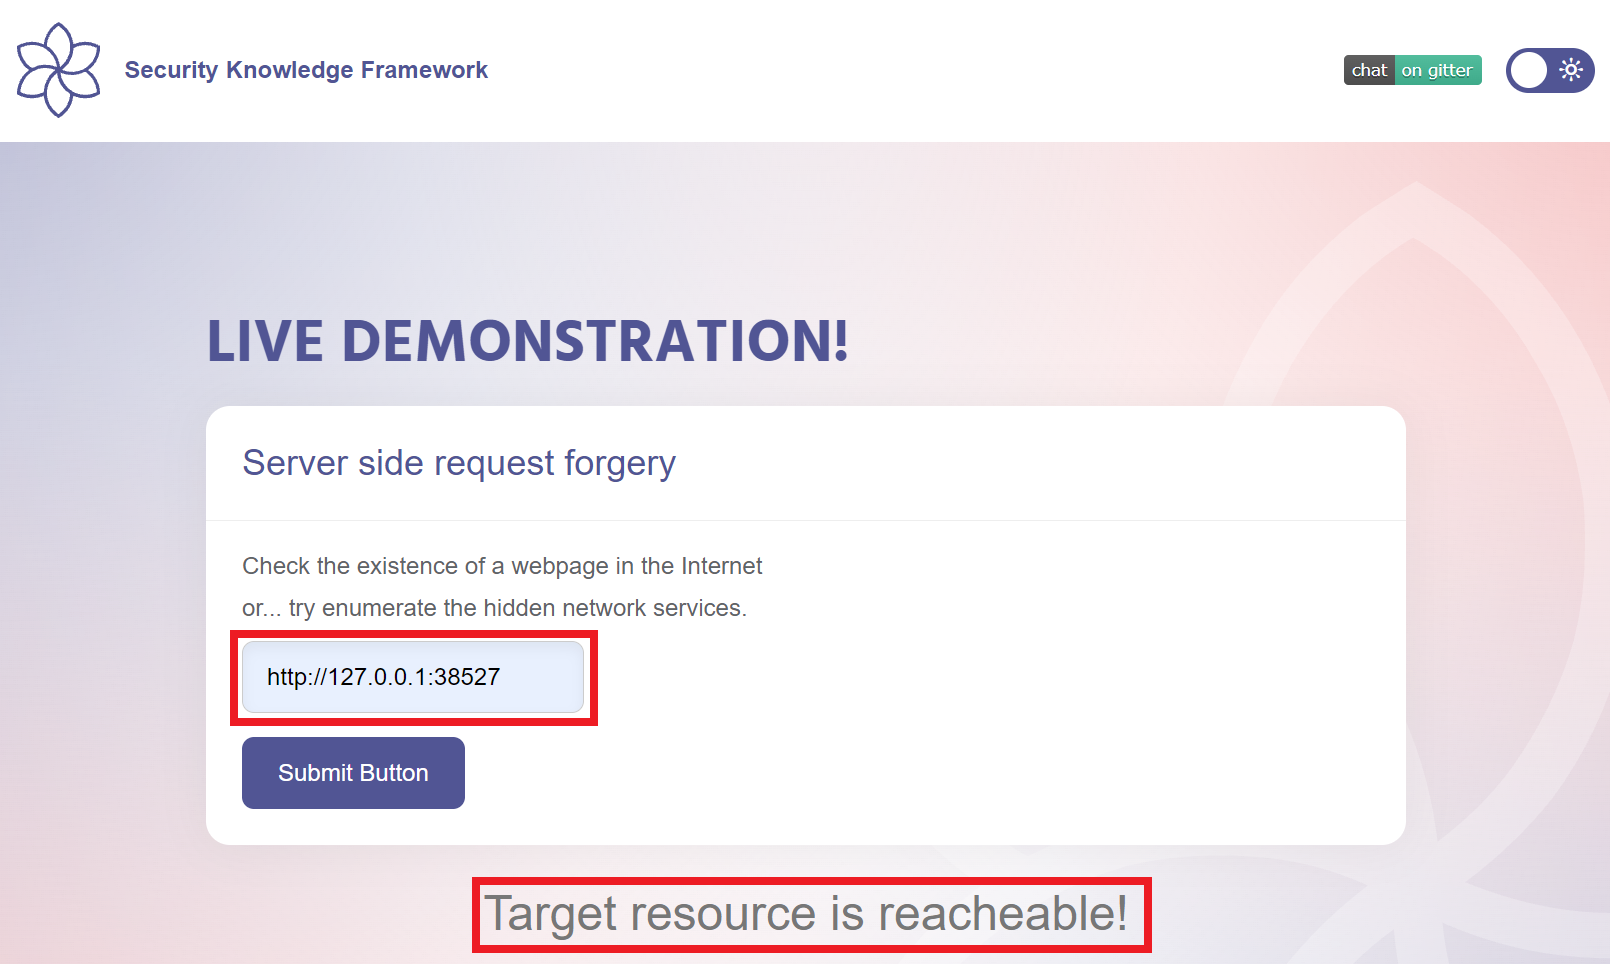 Security Knowledge Framework
chat on gitter
LIVE DEMONSTRATION!
Server side request forgery
Check the existence of a webpage in the Internet
or... try enumerate the hidden network services.
http://127.0.0.1:38527
Submit Button
Target resource is reacheable!